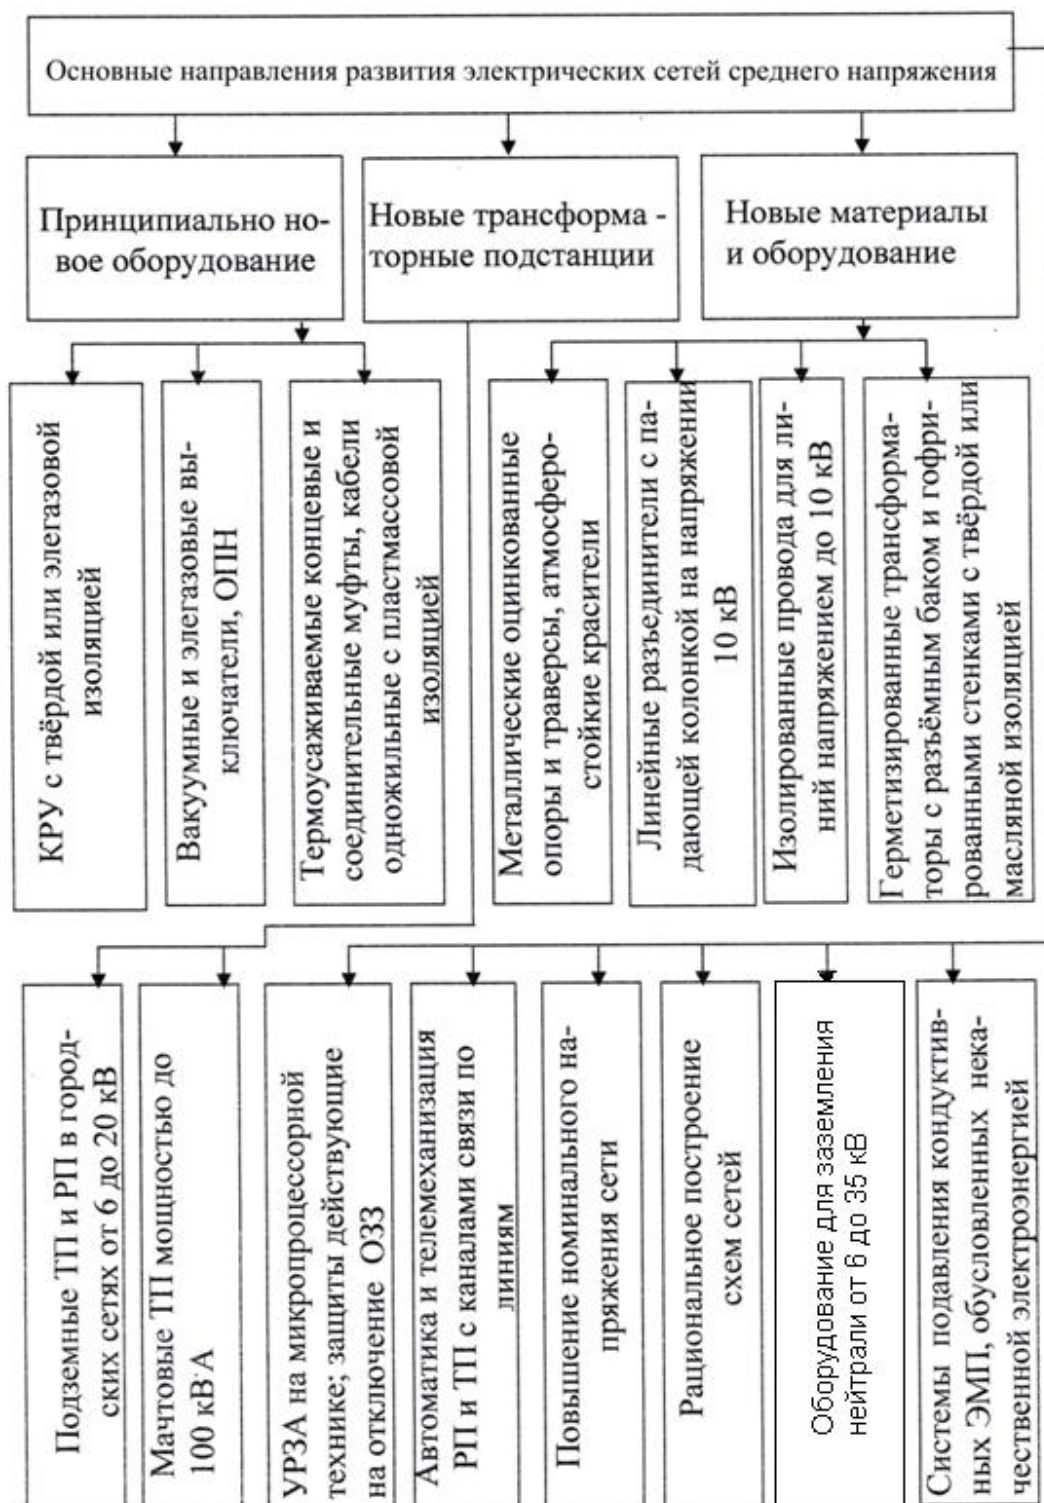 Основные направления развития электрических сетей среднего напряжения
Принципиально но-
вое оборудование
Новые трансформа -
торные подстанции
Новые материалы
и оборудование
КРУ с твёрдой или элегазовой
изоляцией
Вакуумные и элегазовые вы-
ключатели, ОПН
Термоусаживаемые концевые и
соединительные муфты, кабели
одножильные с пластмассовой
изоляцией
Металлические оцинкованные
опоры и траверсы, атмосферо-
стойкие красители
Линейные разъединители с па-
дающей колонкой на напряжении
10 кВ
Изолированные провода для ли-
ний напряжением до 10 кВ
Герметизированные трансформа-
торы с разъёмным баком и гофри-
рованными стенками с твёрдой или
масляной изоляцией
Подземные ТП и РП в город-
ских сетях от 6 до 20 кВ
Мачтовые ТП мощностью до
100 кВ·А
УРЗА на микропроцессорной
технике; защиты действующие
на отключение ОЗЗ
Автоматика и телемеханизация
РП и ТП с каналами связи по
линиям
Повышение номинального на-
пряжения сети
Рациональное построение
схем сетей
Оборудование для заземления
нейтрали от 6 до 35 кВ
Системы подавления кондуктив-
ных ЭМП, обусловленных нека-
чественной электроэнергией